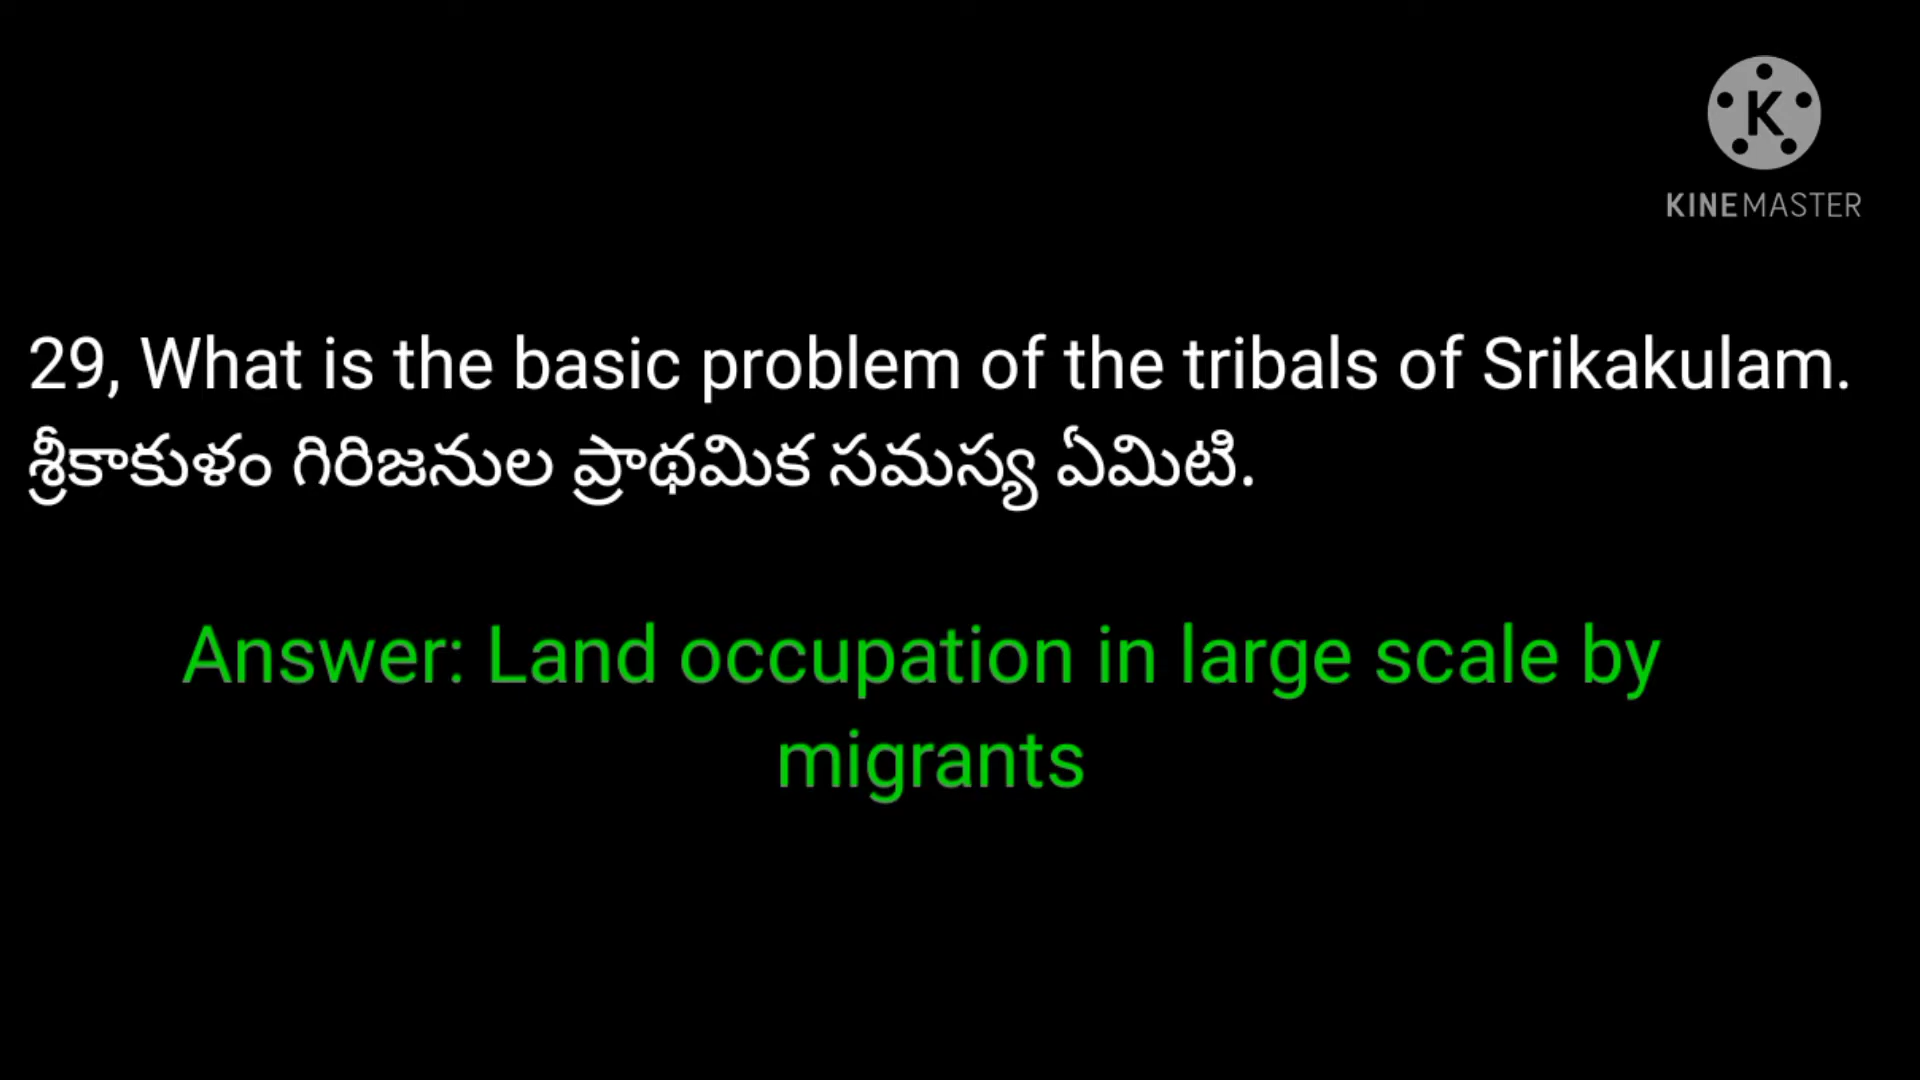 K
KINEMASTER
29, What is the basic problem of the tribals of Srikakulam.
శ్రీకాకుళం గిరిజనుల ప్రాథమిక సమస్య ఏమిటి.
Answer: Land occupation in large scale by
migrants